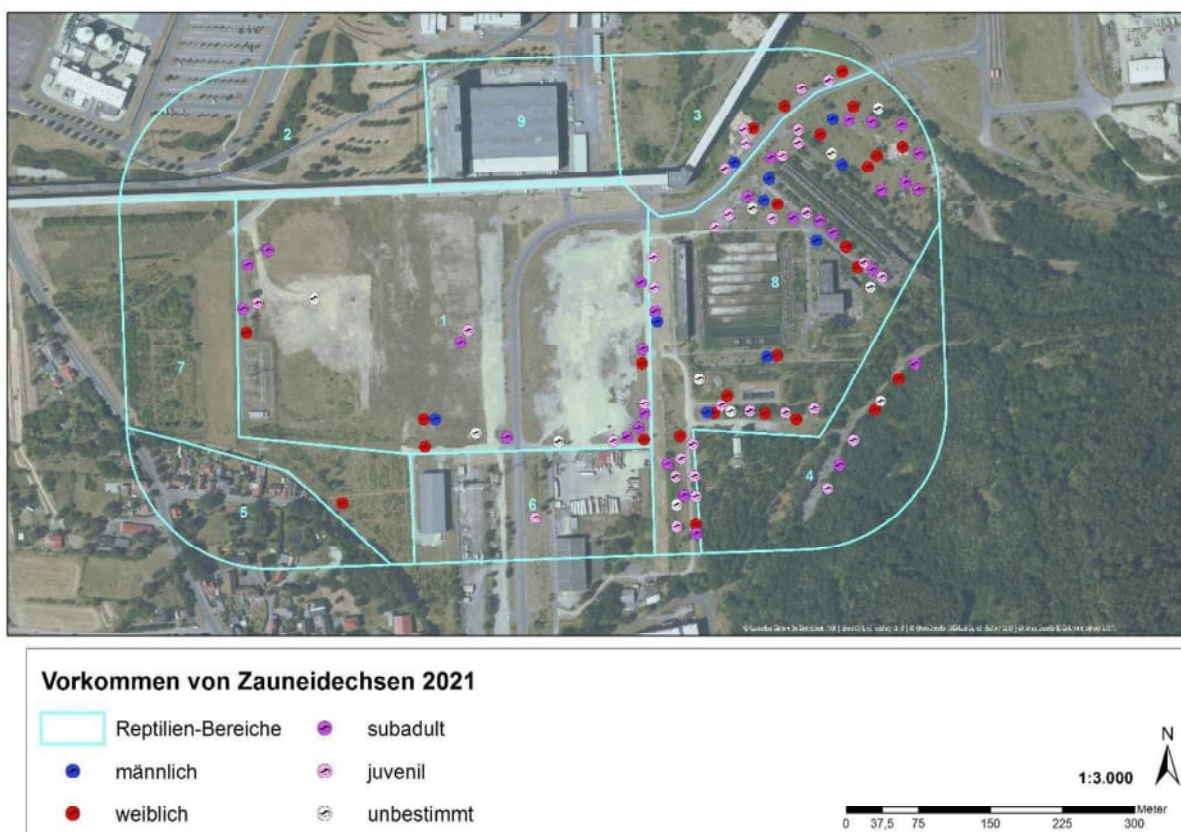 2
9
3
8
1
7
4
5
6
Vorkommen von Zauneidechsen 2021
Reptilien-Bereiche
subadult
männlich
juvenil
weiblich
unbestimmt
N
1:3.000
Meter
0 37,5 75 150 225 300